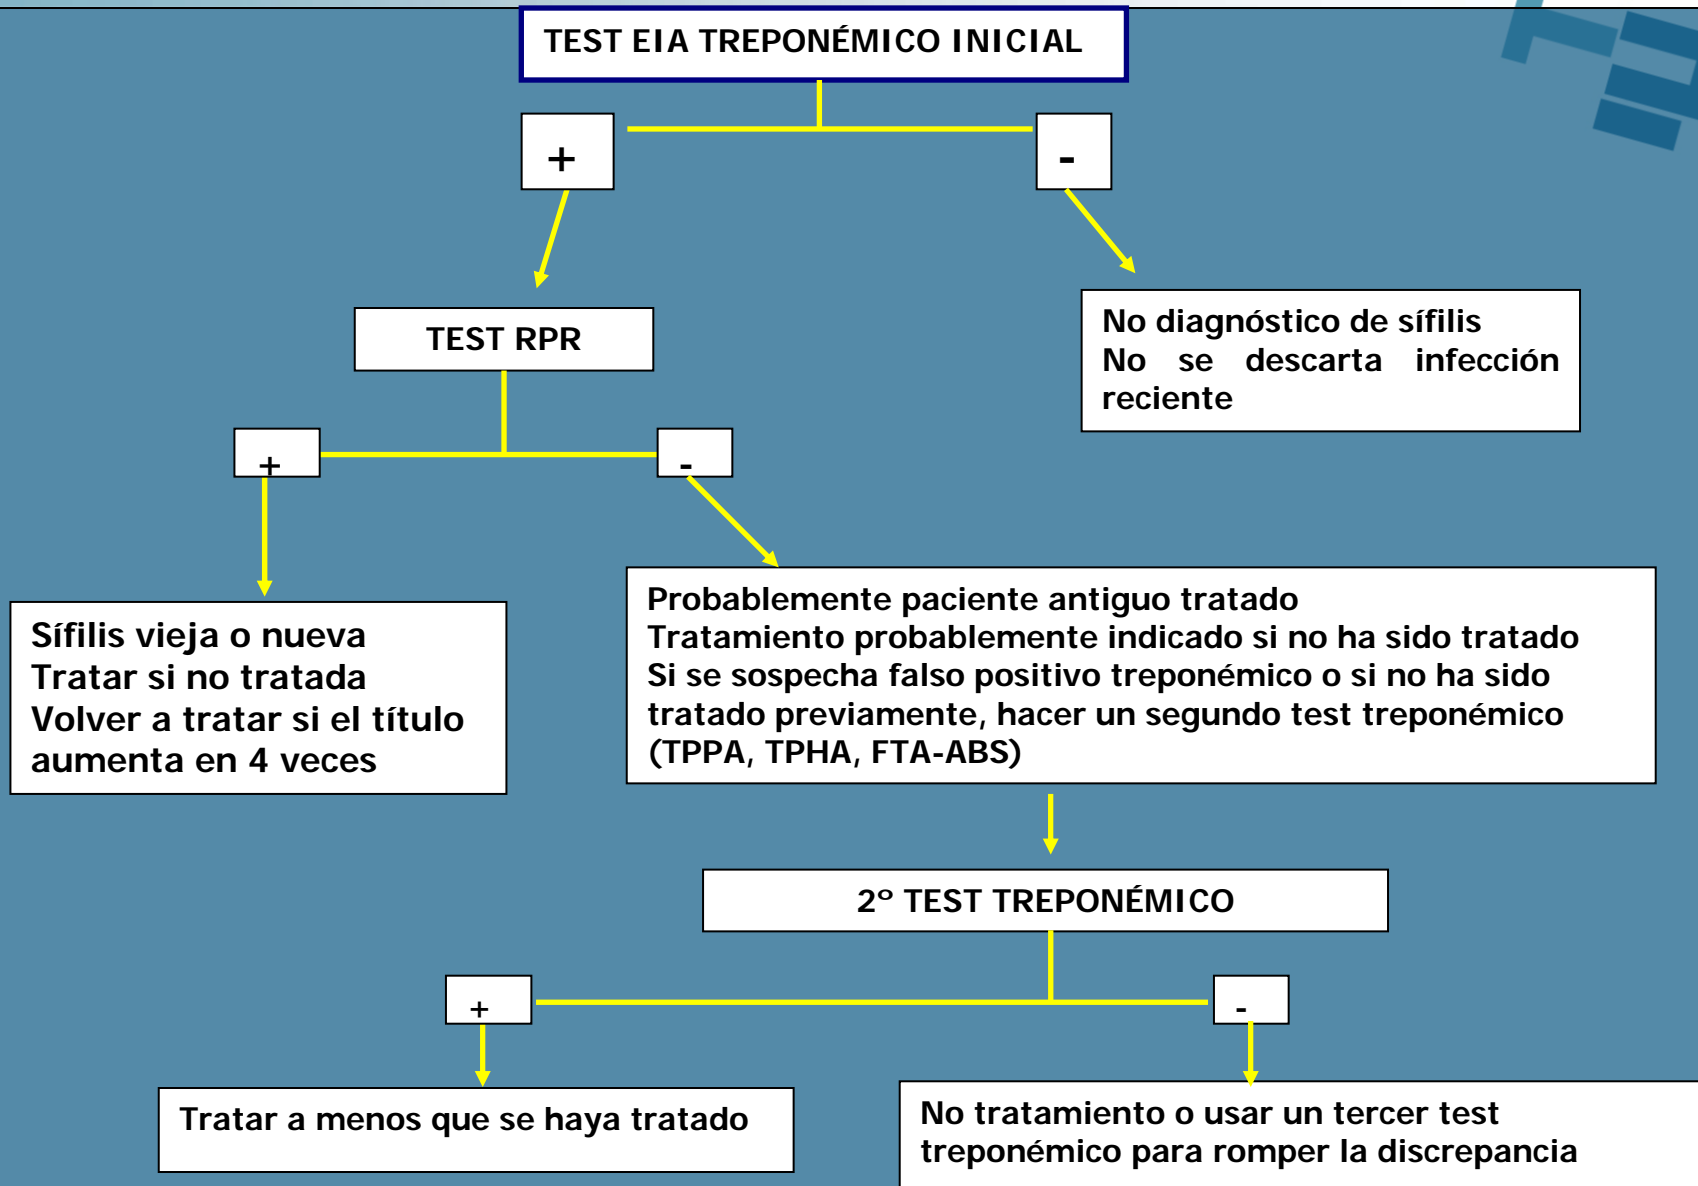 TEST EIA TREPONÉMICO INICIAL
+
-
TEST RPR
No diagnóstico de sífilis
No se descarta infección
reciente
+
-
Sífilis vieja o nueva
Tratar si no tratada
Volver a tratar si el título
aumenta en 4 veces
Probablemente paciente antiguo tratado
Tratamiento probablemente indicado si no ha sido tratado
Si se sospecha falso positivo treponémico o si no ha sido
tratado previamente, hacer un segundo test treponémico
(TPPA, TPHA, FTA-ABS)
2º TEST TREPONÉMICO
+
-
Tratar a menos que se haya tratado
No tratamiento o usar un tercer test
treponémico para romper la discrepancia